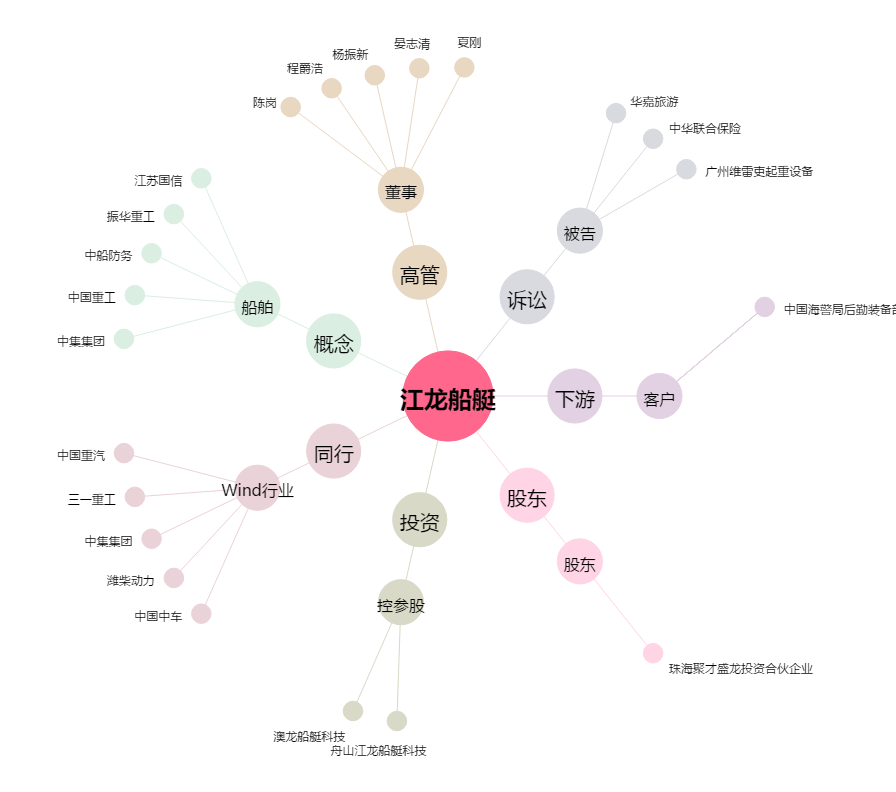 夏刚
晏志清
杨振新
程爵浩
陈岗
华嘉旅游
中华联合保险
广州维雷吏起重设备
江苏国信
董事
振华重工
被告
中船防务
高管
中国重工
诉讼
船舶
中国海警局后勤装备部
中集集团
概念
江龙船艇
下游
客户
中国重汽
同行
Wind行业
三一重工
股东
投资
中集集团
股东
潍柴动力
控参股
中国中车
珠海聚才盛龙投资合伙企业
澳龙船艇科技
舟山江龙船艇科技